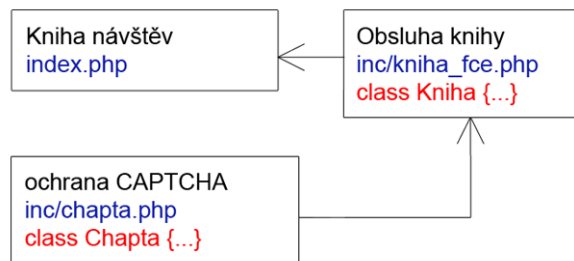 Kniha návštěv
index.php
Obsluha knihy
inc/kniha_fce.php
class Kniha {...}
ochrana CAPTCHA
inc/chapta.php
class Chapta {...}